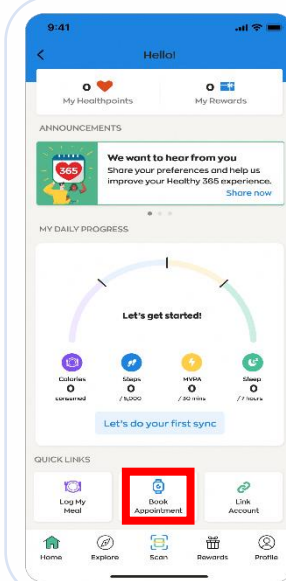 9:41
Hello!
0
0
My Healthpoints
My Rewards
ANNOUNCEMENTS
365
We want to hear from you
Share your preferences and help us
improve your Healthy 365 experience.
Share now
MY DAILY PROGRESS
Let's get started!
Calories
0
consumed
Steps
0
/5,000
MVPA
0
/30 mins
Sleep
0
/7 hours
Let's do your first sync
QUICK LINKS
Log My
Meal
Book
Appointment
Link
Account
Home
Explore
Scan
Rewards
Profile